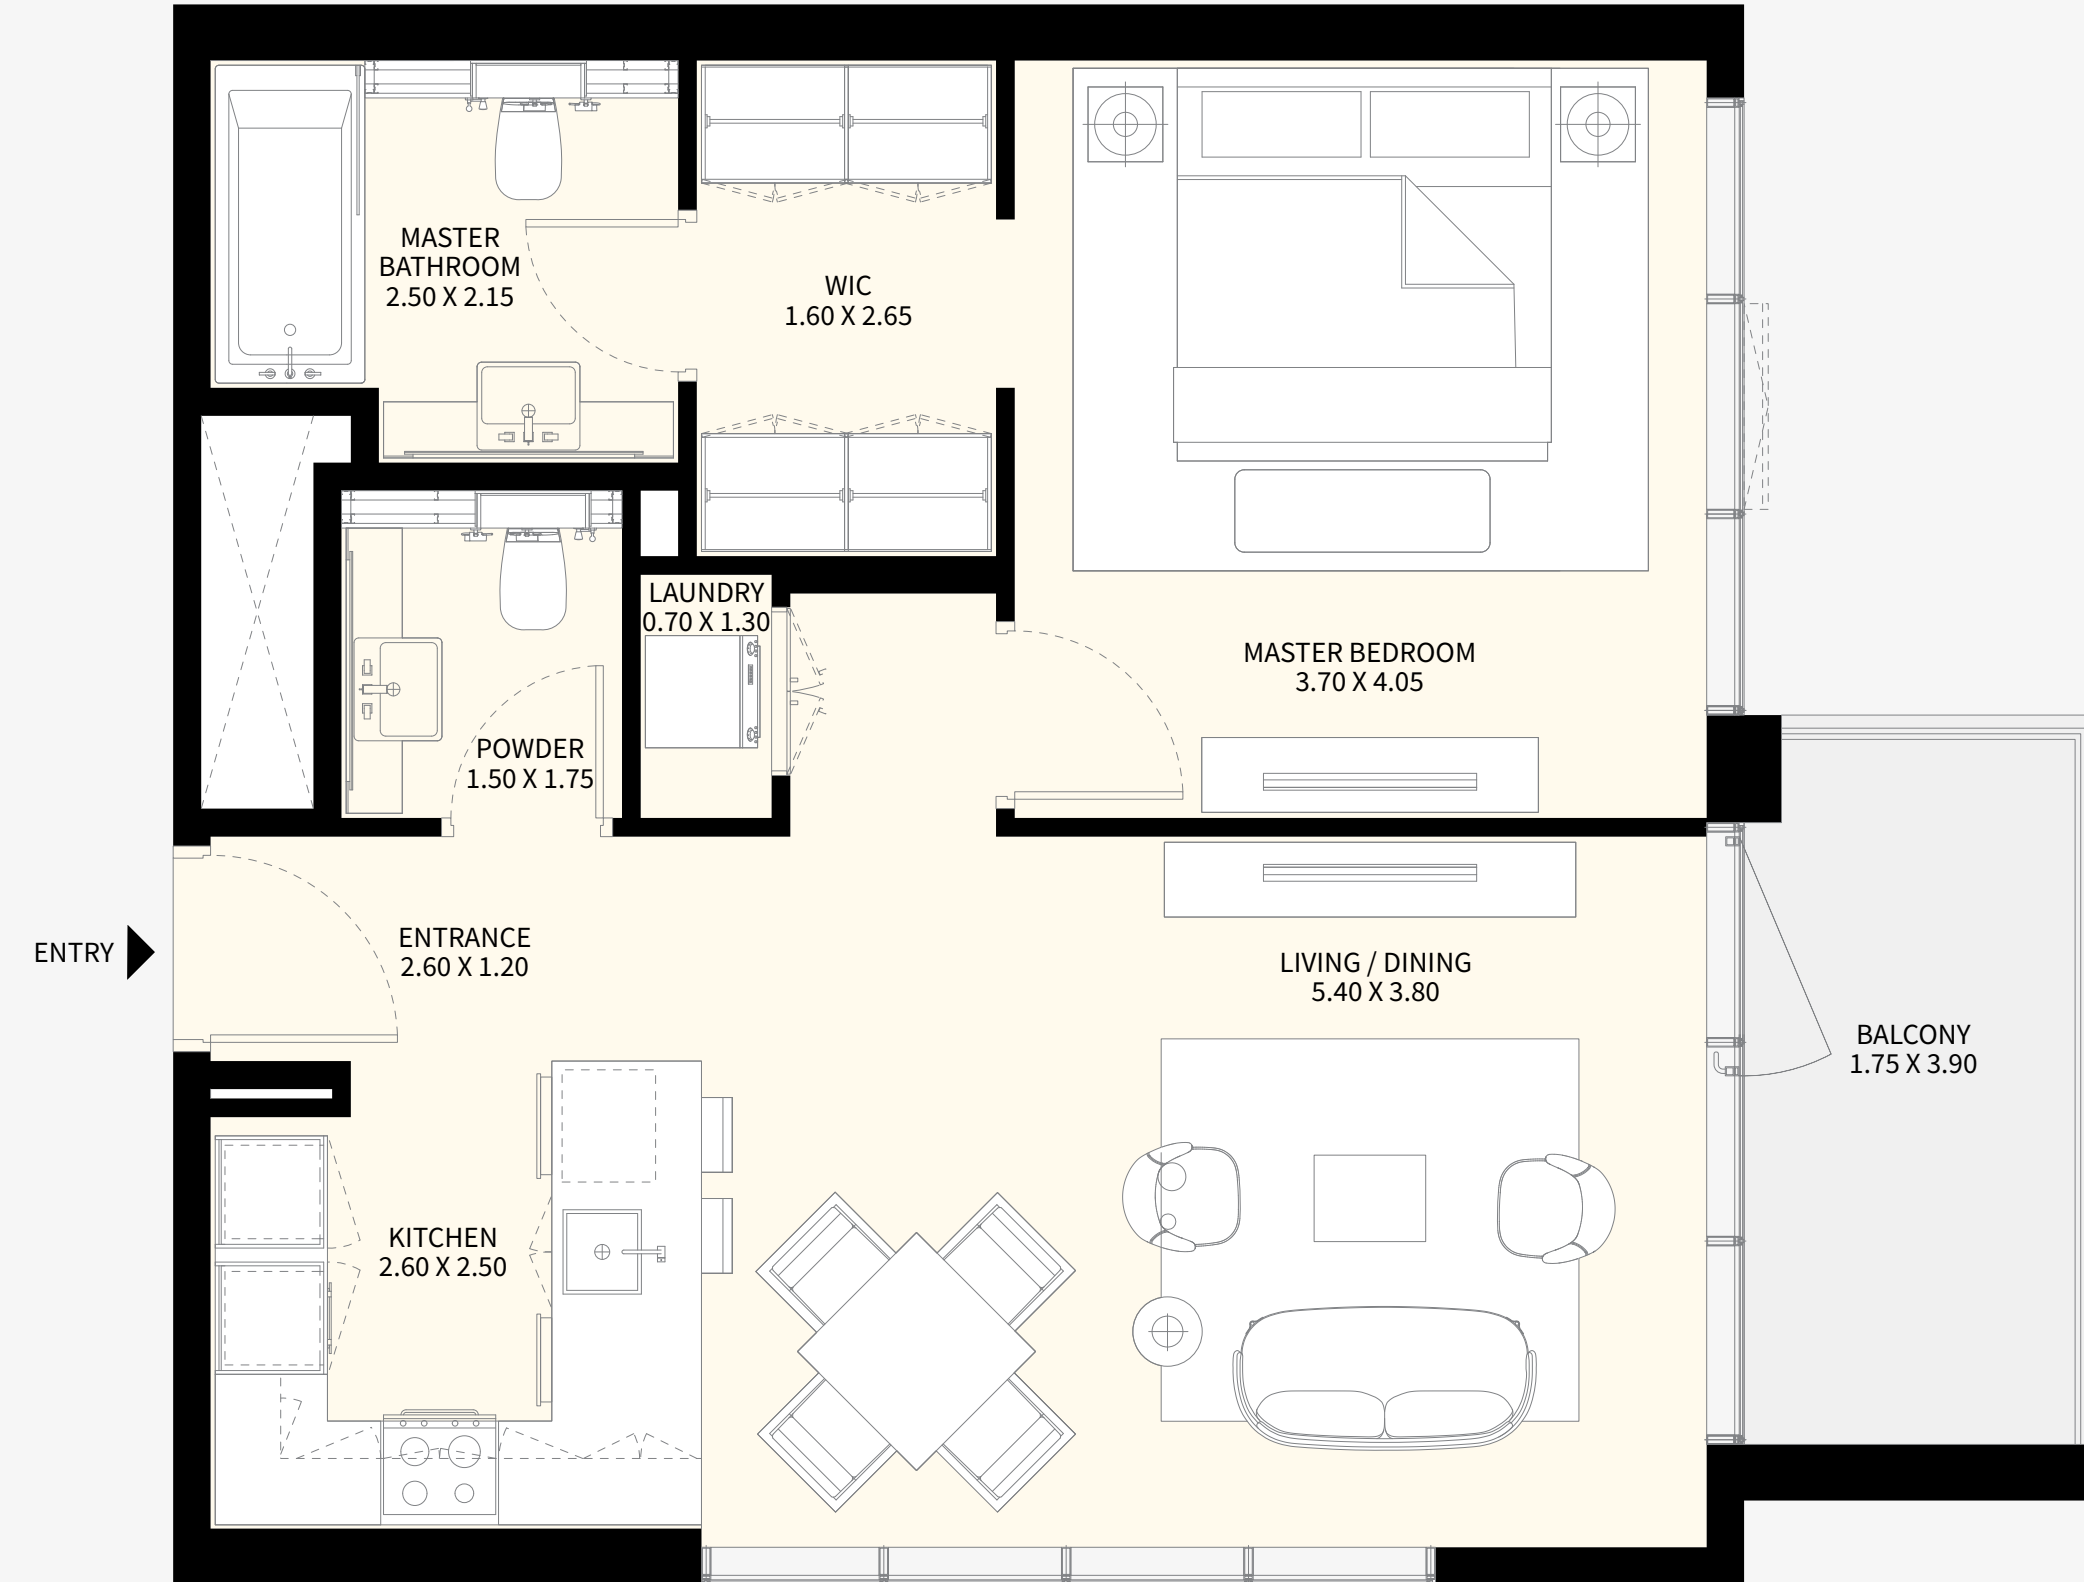 MASTER
BATHROOM
2.50 X 2.15
WIC
1.60 X 2.65
LAUNDRY
0.70 X 1.30
MASTER BEDROOM
3.70 X 4.05
POWDER
1.50 X 1.75
ENTRY
ENTRANCE
2.60 X 1.20
LIVING / DINING
5.40 X 3.80
BALCONY
1.75 X 3.90
KITCHEN
2.60 X 2.50